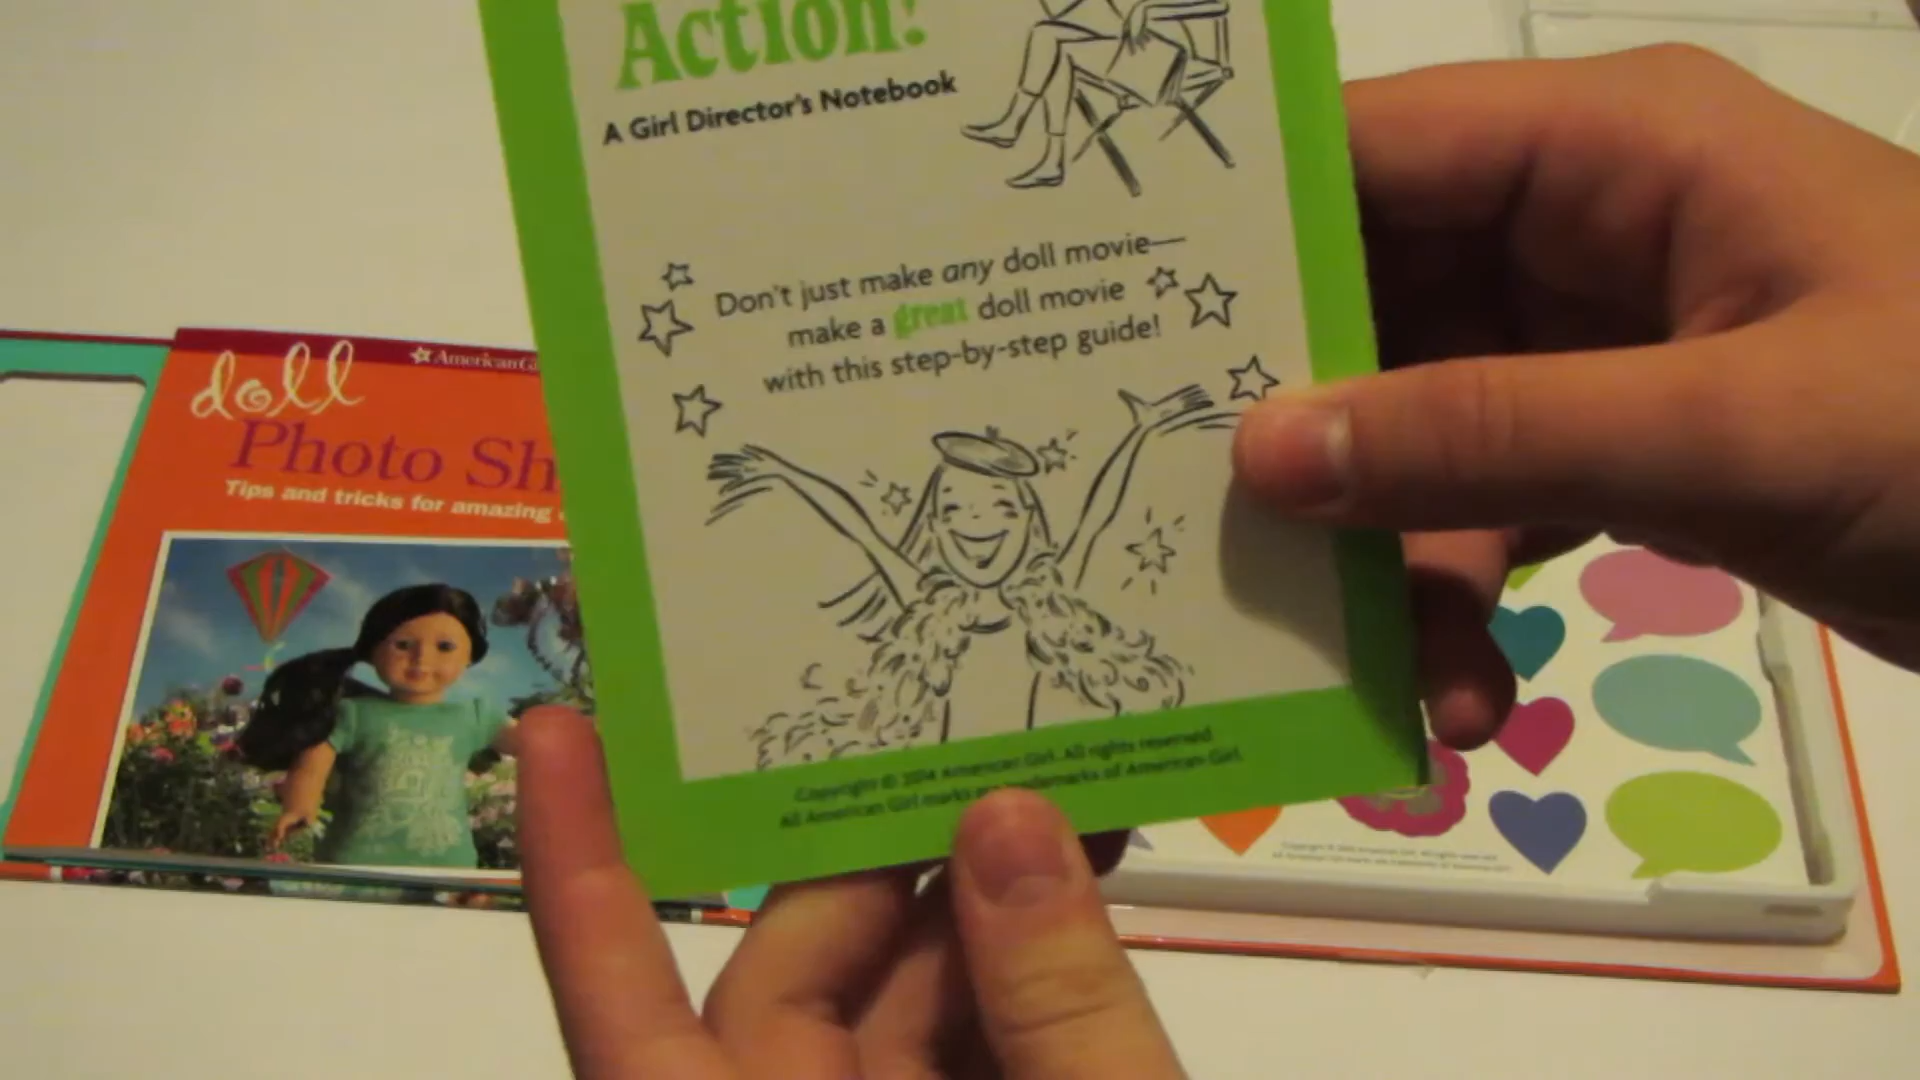 Action!
A Girl Director's Notebook
Don't just make any doll movie—
make a great doll movie
with this step-by-step guide!
Copyright © 2014 American Girl. All rights reserved.
All American Girl marks are trademarks of American Girl.
American
doll
Photo Sh
Tips and tricks for amazing